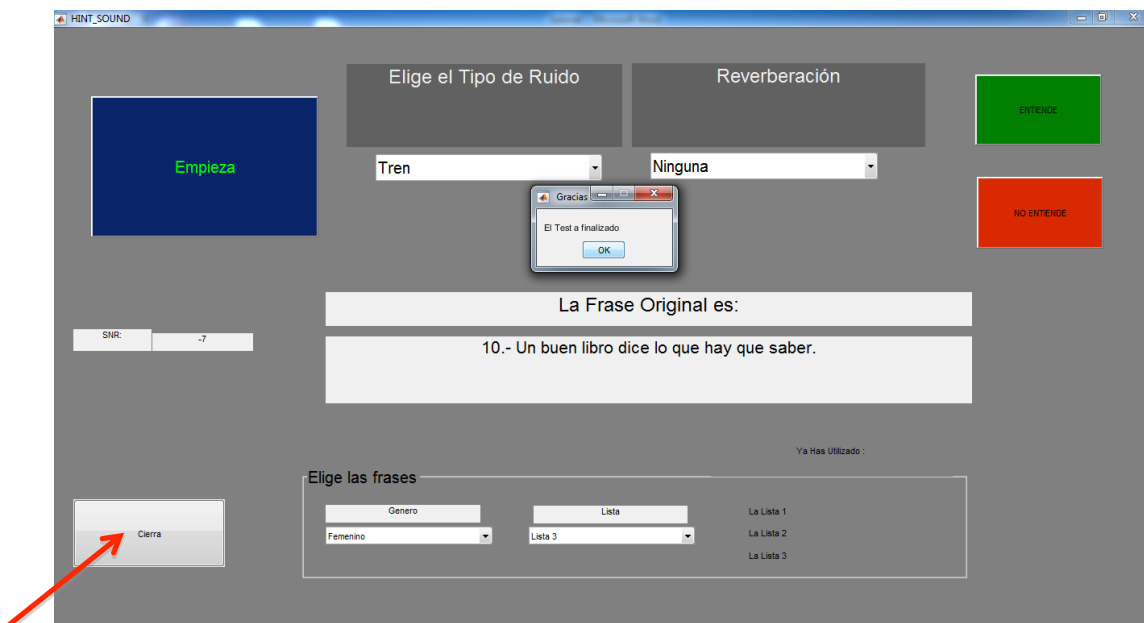 HINT_SOUND
Elige el Tipo de Ruido
Reverberación
ENTIENDE
Empieza
Tren
Ninguna
NO ENTIENDE
Gracias
El Test a finalizado
OK
La Frase Original es:
SNR:
-7
10.- Un buen libro dice lo que hay que saber.
Ya Has Utilizado :
Elige las frases
Genero
Lista
La Lista 1
Cierra
Femenino
Lista 3
La Lista 2
La Lista 3